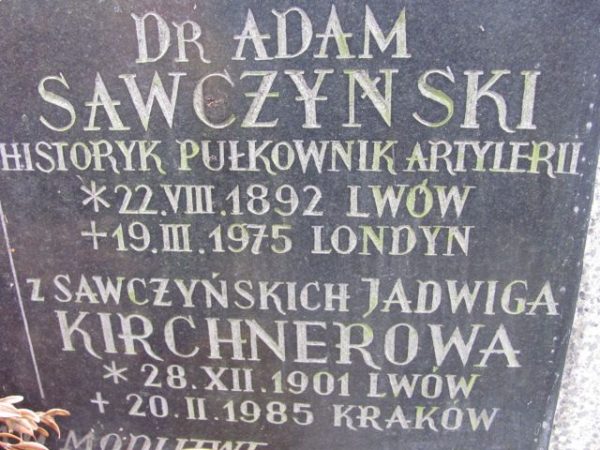 DR ADAM
SAWCZYŃSKI
HISTORYK PUŁKOWNIK ARTYLERII
*22.VIII.1892 LWÓW
+19.III.1975 LONDYN
Z SAWCZYŃSKICH JADWIGA
KIRCHNEROWA
* 28.XII.1901 LWÓW
+ 20.II.1985 KRAKÓW